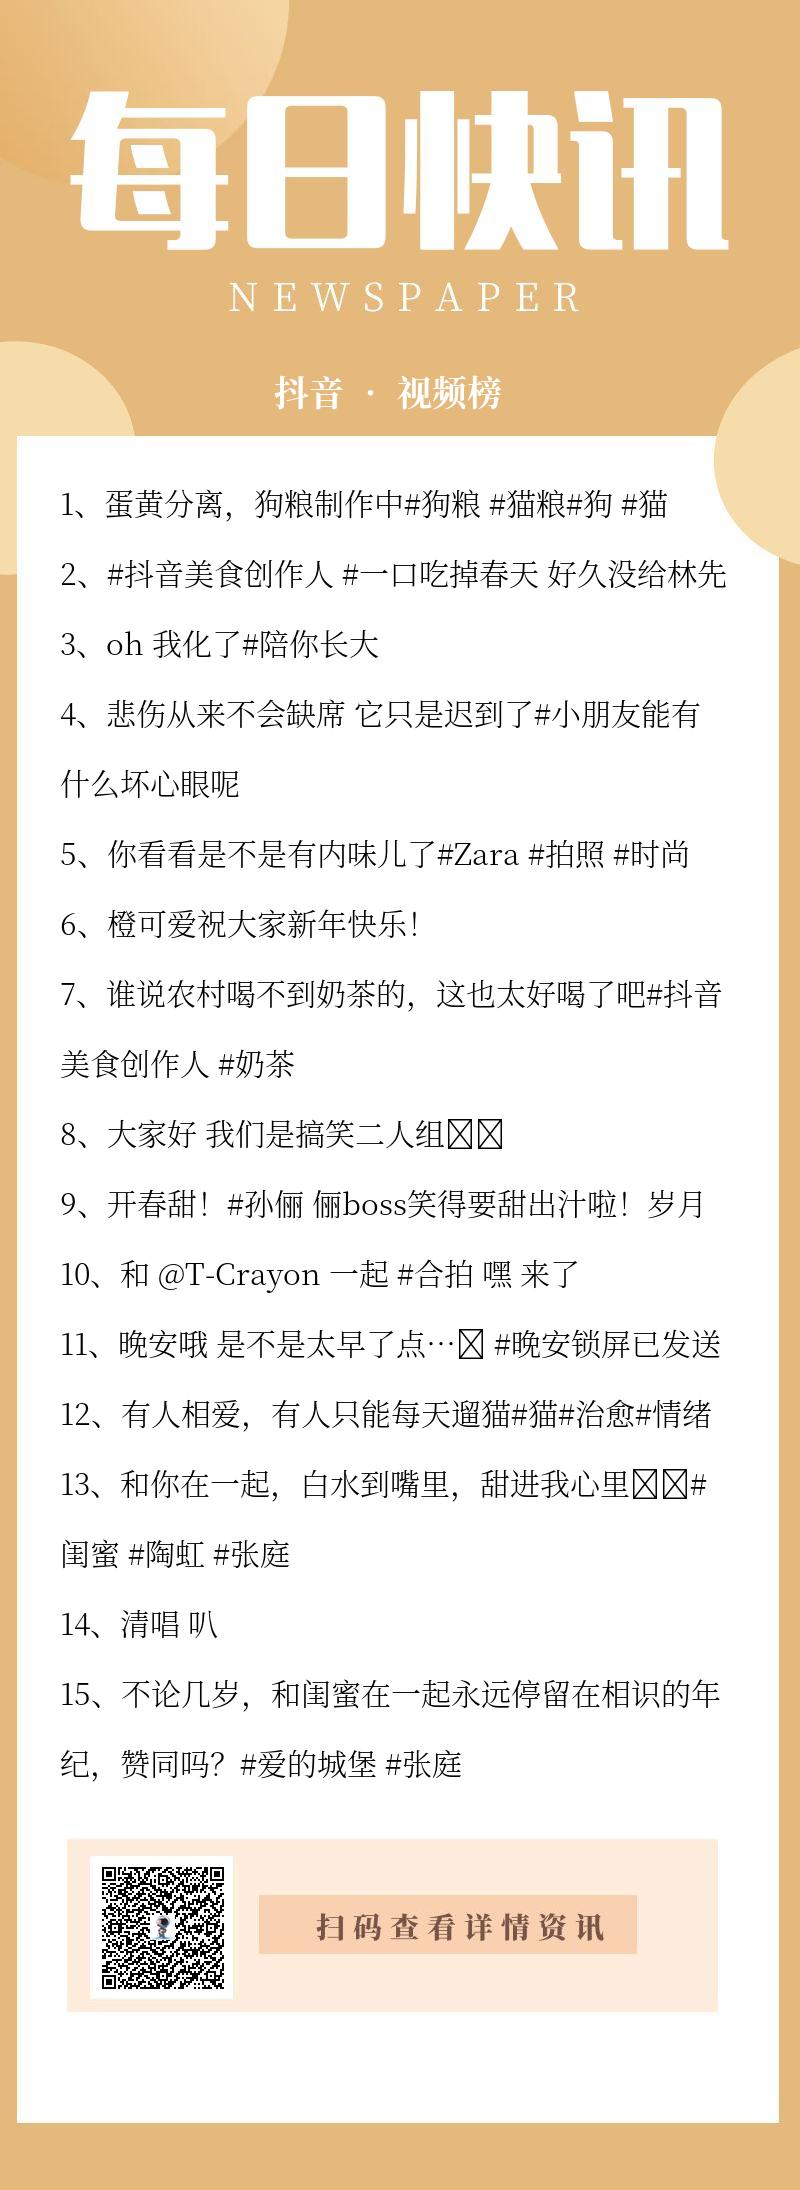 每日快讯
NEWSPAPER
抖音 · 视频榜
1、蛋黄分离，狗粮制作中#狗粮 #猫粮#狗 #猫
2、#抖音美食创作人 #一口吃掉春天 好久没给林先
3、oh 我化了#陪你长大
4、悲伤从来不会缺席 它只是迟到了#小朋友能有
什么坏心眼呢
5、你看看是不是有内味儿了#Zara #拍照 #时尚
6、橙可爱祝大家新年快乐！
7、谁说农村喝不到奶茶的，这也太好喝了吧#抖音
美食创作人 #奶茶
8、大家好 我们是搞笑二人组
9、开春甜！#孙俪 俪boss笑得要甜出汁啦！岁月
10、和 @T-Crayon 一起 #合拍 嘿 来了
11、晚安哦 是不是太早了点… #晚安锁屏已发送
12、有人相爱，有人只能每天遛猫#猫#治愈#情绪
13、和你在一起，白水到嘴里，甜进我心里#
闺蜜 #陶虹 #张庭
14、清唱 叭
15、不论几岁，和闺蜜在一起永远停留在相识的年
纪，赞同吗？#爱的城堡 #张庭
扫码查看详情资讯